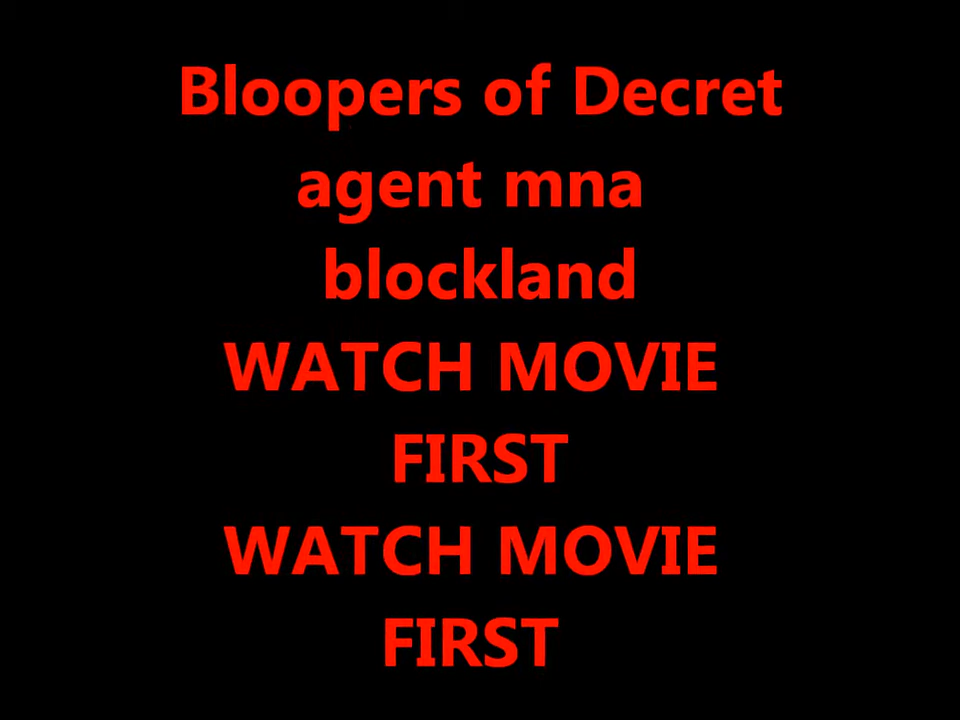 Bloopers of Decret
agent mna
blockland
WATCH MOVIE
FIRST
WATCH MOVIE
FIRST